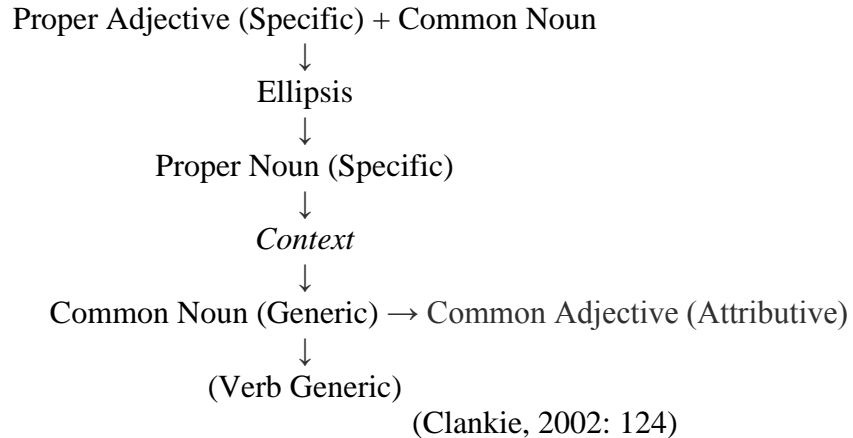 Proper Adjective (Specific) + Common Noun
↓
Ellipsis
↓
Proper Noun (Specific)
↓
Context
↓
Common Noun (Generic) → Common Adjective (Attributive)
↓
(Verb Generic)
(Clankie, 2002: 124)